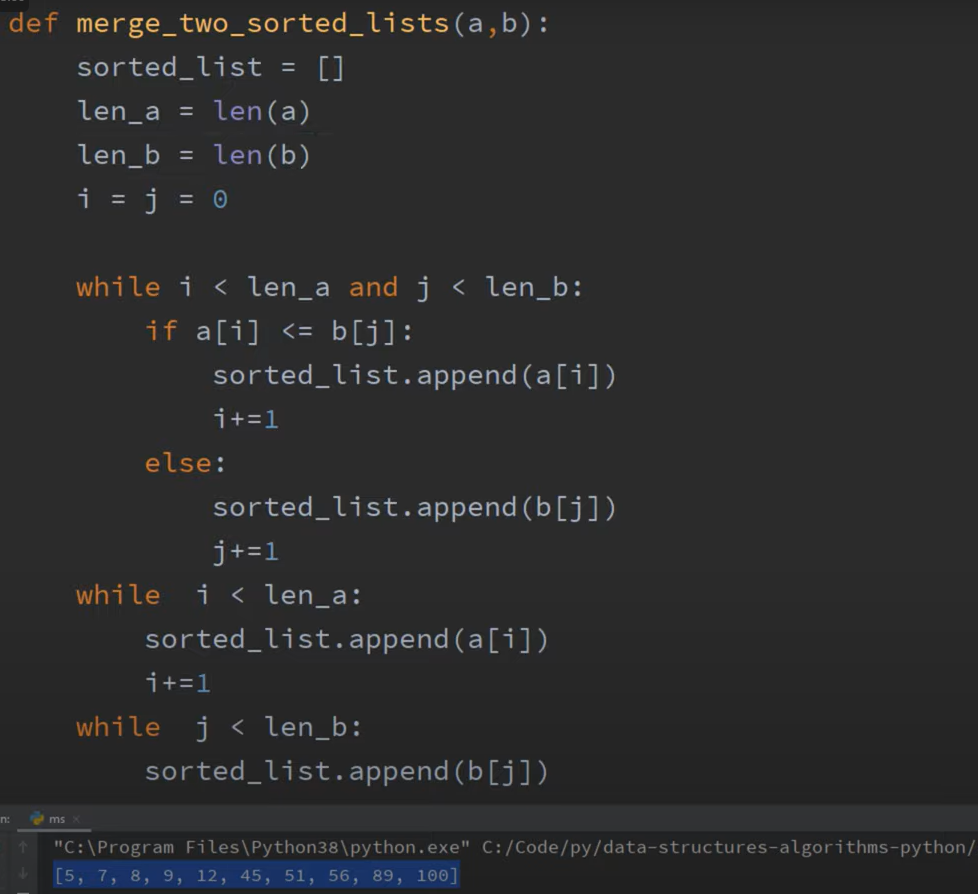 def merge_two_sorted_lists(a,b):
    sorted_list = []
    len_a = len(a)
    len_b = len(b)
    i = j = 0

    while i < len_a and j < len_b:
        if a[i] <= b[j]:
            sorted_list.append(a[i])
            i+=1
        else:
            sorted_list.append(b[j])
            j+=1
    while  i < len_a:
        sorted_list.append(a[i])
        i+=1
    while  j < len_b:
        sorted_list.append(b[j])
n: ms ×
"C:\Program Files\Python38\python.exe" C:/Code/py/data-structures-algorithms-python/
[5, 7, 8, 9, 12, 45, 51, 56, 89, 100]